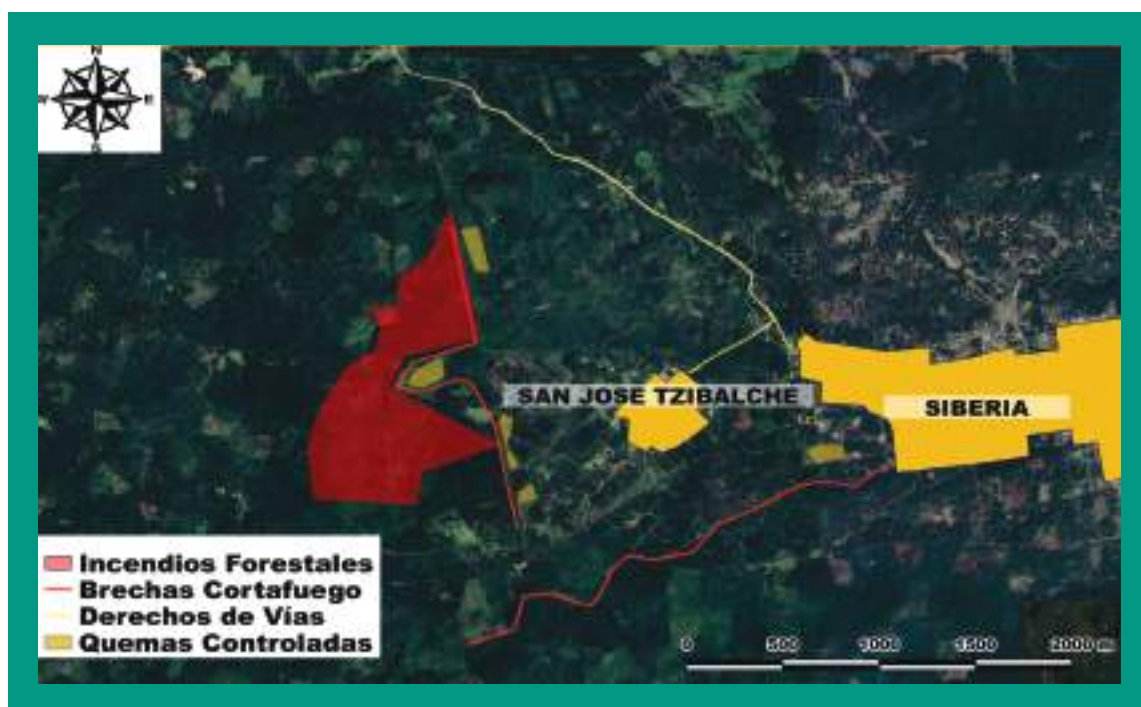 N
W E
S
SAN JOSE TZIBALCHE
SIBERIA
Incendios Forestales
Brechas Cortafuego
Derechos de Vías
Quemas Controladas
0 500 1000 1500 2000 m